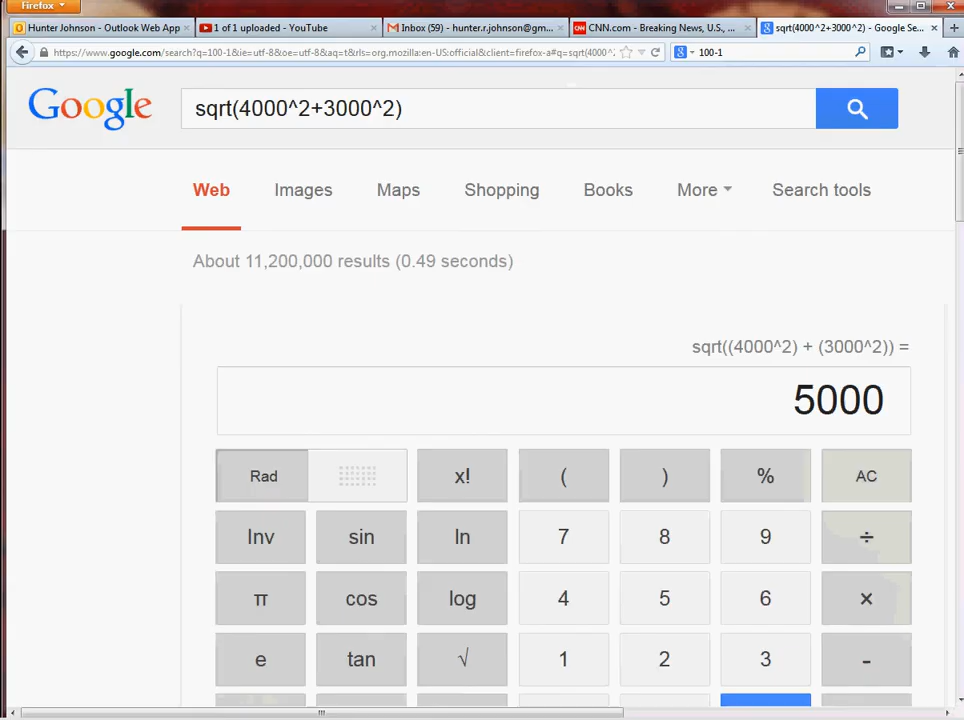 Firefox
Hunter Johnson - Outlook Web App
1 of 1 uploaded - YouTube
Inbox (59) - hunter.r.johnson@gm...
CNN.com - Breaking News, U.S., ...
sqrt(4000^2+3000^2) - Google Se...
https://www.google.com/search?q=100-1&ie=utf-8&oe=utf-8&aq=t&rls=org.mozilla:en-US:official&client=firefox-a#q=sqrt(4000^
100-1
Google
sqrt(4000^2+3000^2)
Web Images Maps Shopping Books More Search tools
About 11,200,000 results (0.49 seconds)
sqrt((4000^2) + (3000^2)) =
5000
Rad x! ( ) % AC
Inv sin ln 7 8 9 ÷
π cos log 4 5 6 ×
e tan √ 1 2 3 -